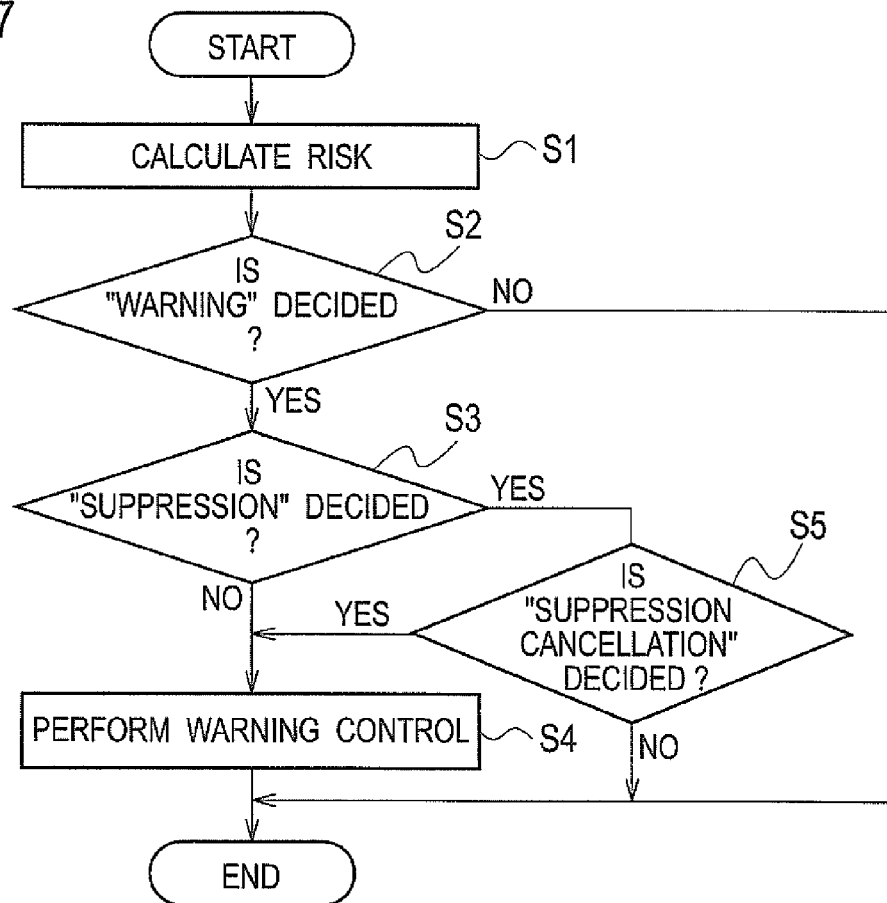 7
START
CALCULATE RISK
S1
S2
IS
"WARNING" DECIDED
?
NO
YES
S3
IS
"SUPPRESSION" DECIDED
?
YES
NO
S5
IS
"SUPPRESSION
CANCELLATION"
DECIDED ?
YES
NO
PERFORM WARNING CONTROL
S4
END